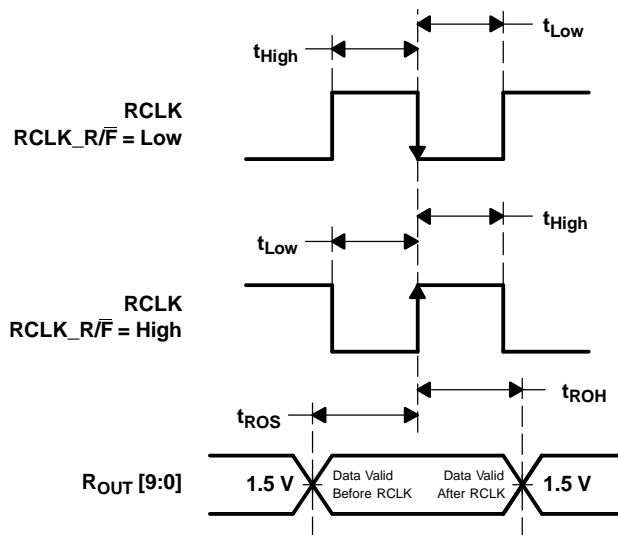 t_Low
t_High
RCLK
RCLK_R/F̅ = Low
t_High
t_Low
RCLK
RCLK_R/F̅ = High
t_ROH
t_ROS
R_OUT [9:0]
1.5 V
Data Valid
Before RCLK
Data Valid
After RCLK
1.5 V